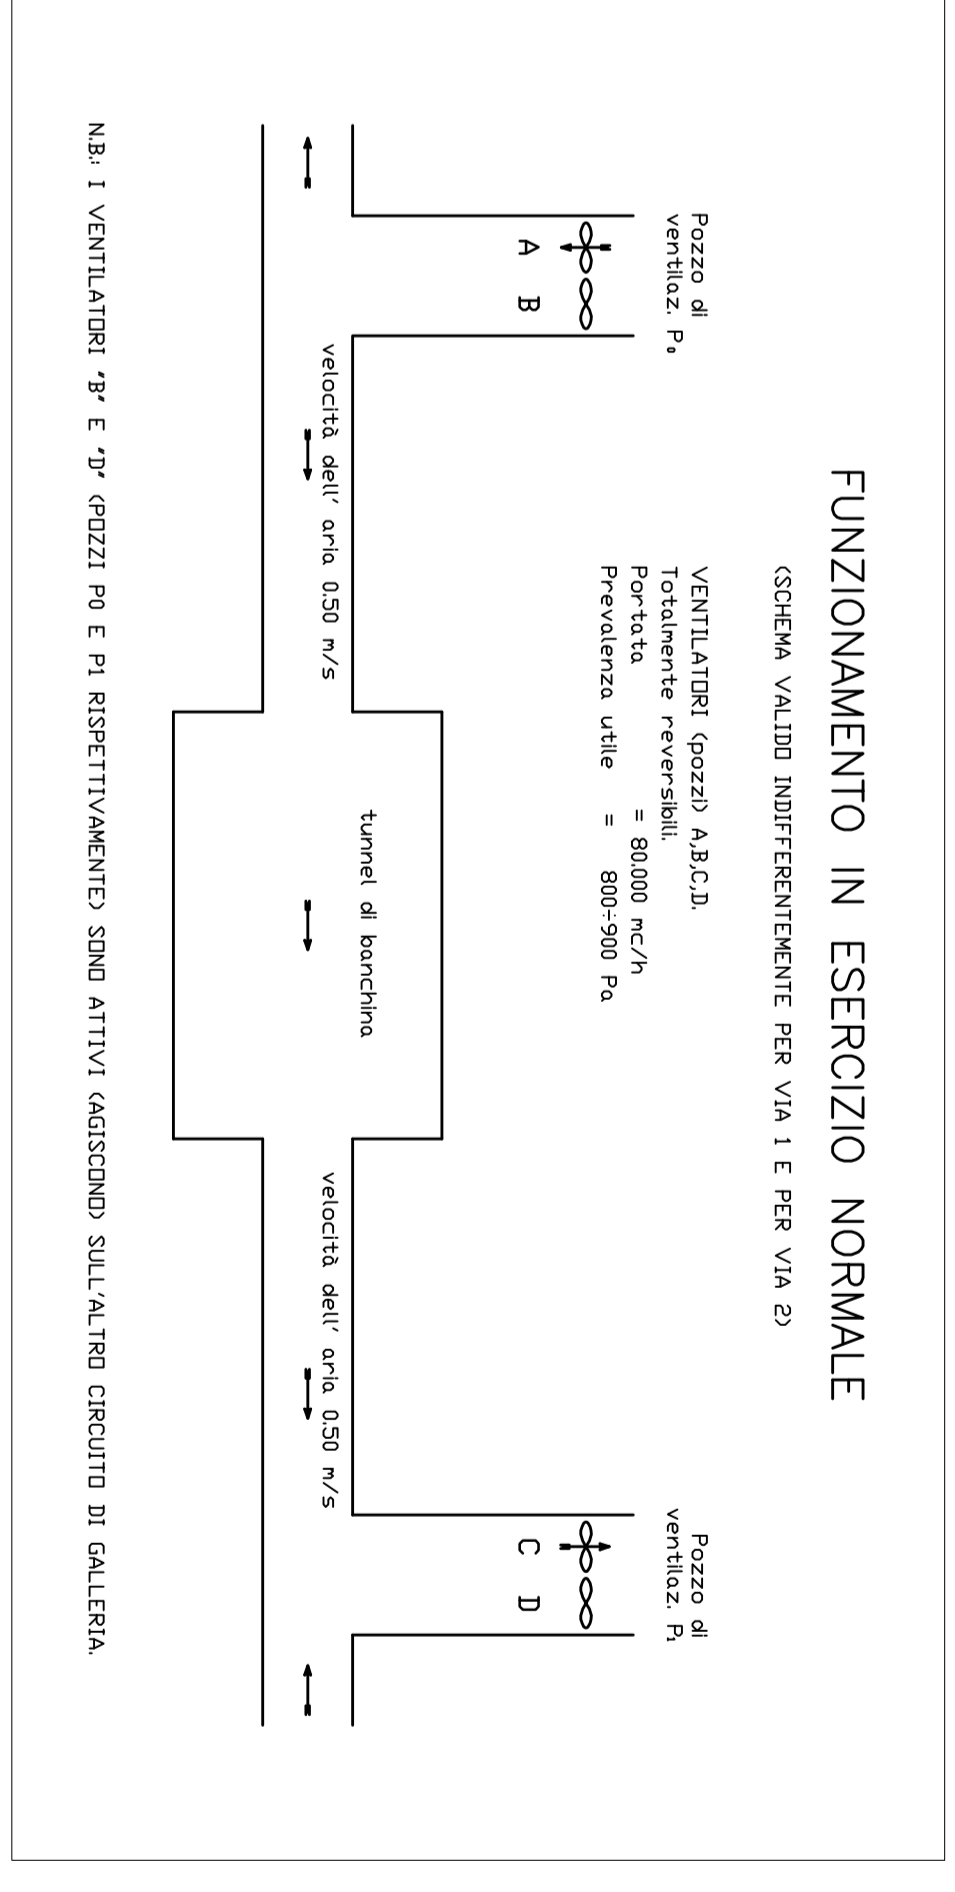 FUNZIONAMENTO IN ESERCIZIO NORMALE
(SCHEMA VALIDO INDIFFERENTEMENTE PER VIA 1 E PER VIA 2)
Pozzo di
ventilaz. P₀
VENTILATORI (pozzi) A,B,C,D.
Totalmente reversibili.
Portata = 80.000 mc/h
Prevalenza utile = 800÷900 Pa
Pozzo di
ventilaz. P₁
A B
C D
tunnel di banchina
velocità dell' aria 0.50 m/s
velocità dell' aria 0.50 m/s
N.B.: I VENTILATORI "B" E "D" (POZZI P0 E P1 RISPETTIVAMENTE) SONO ATTIVI (AGISCONO) SULL'ALTRO CIRCUITO DI GALLERIA.